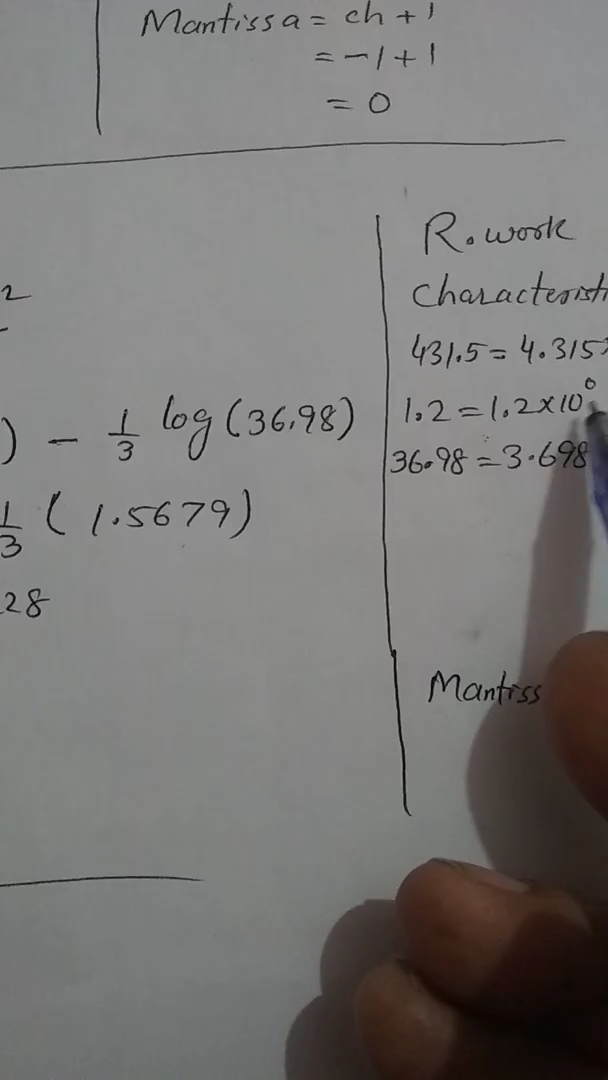 Mantissa = ch + 1
= -1 + 1
= 0
2
) - 1/3 log(36.98)
1/3 (1.5679)
28
R.work
Characteristi
431.5 = 4.315×
1.2 = 1.2×10⁰
36.98 = 3.698
Mantiss